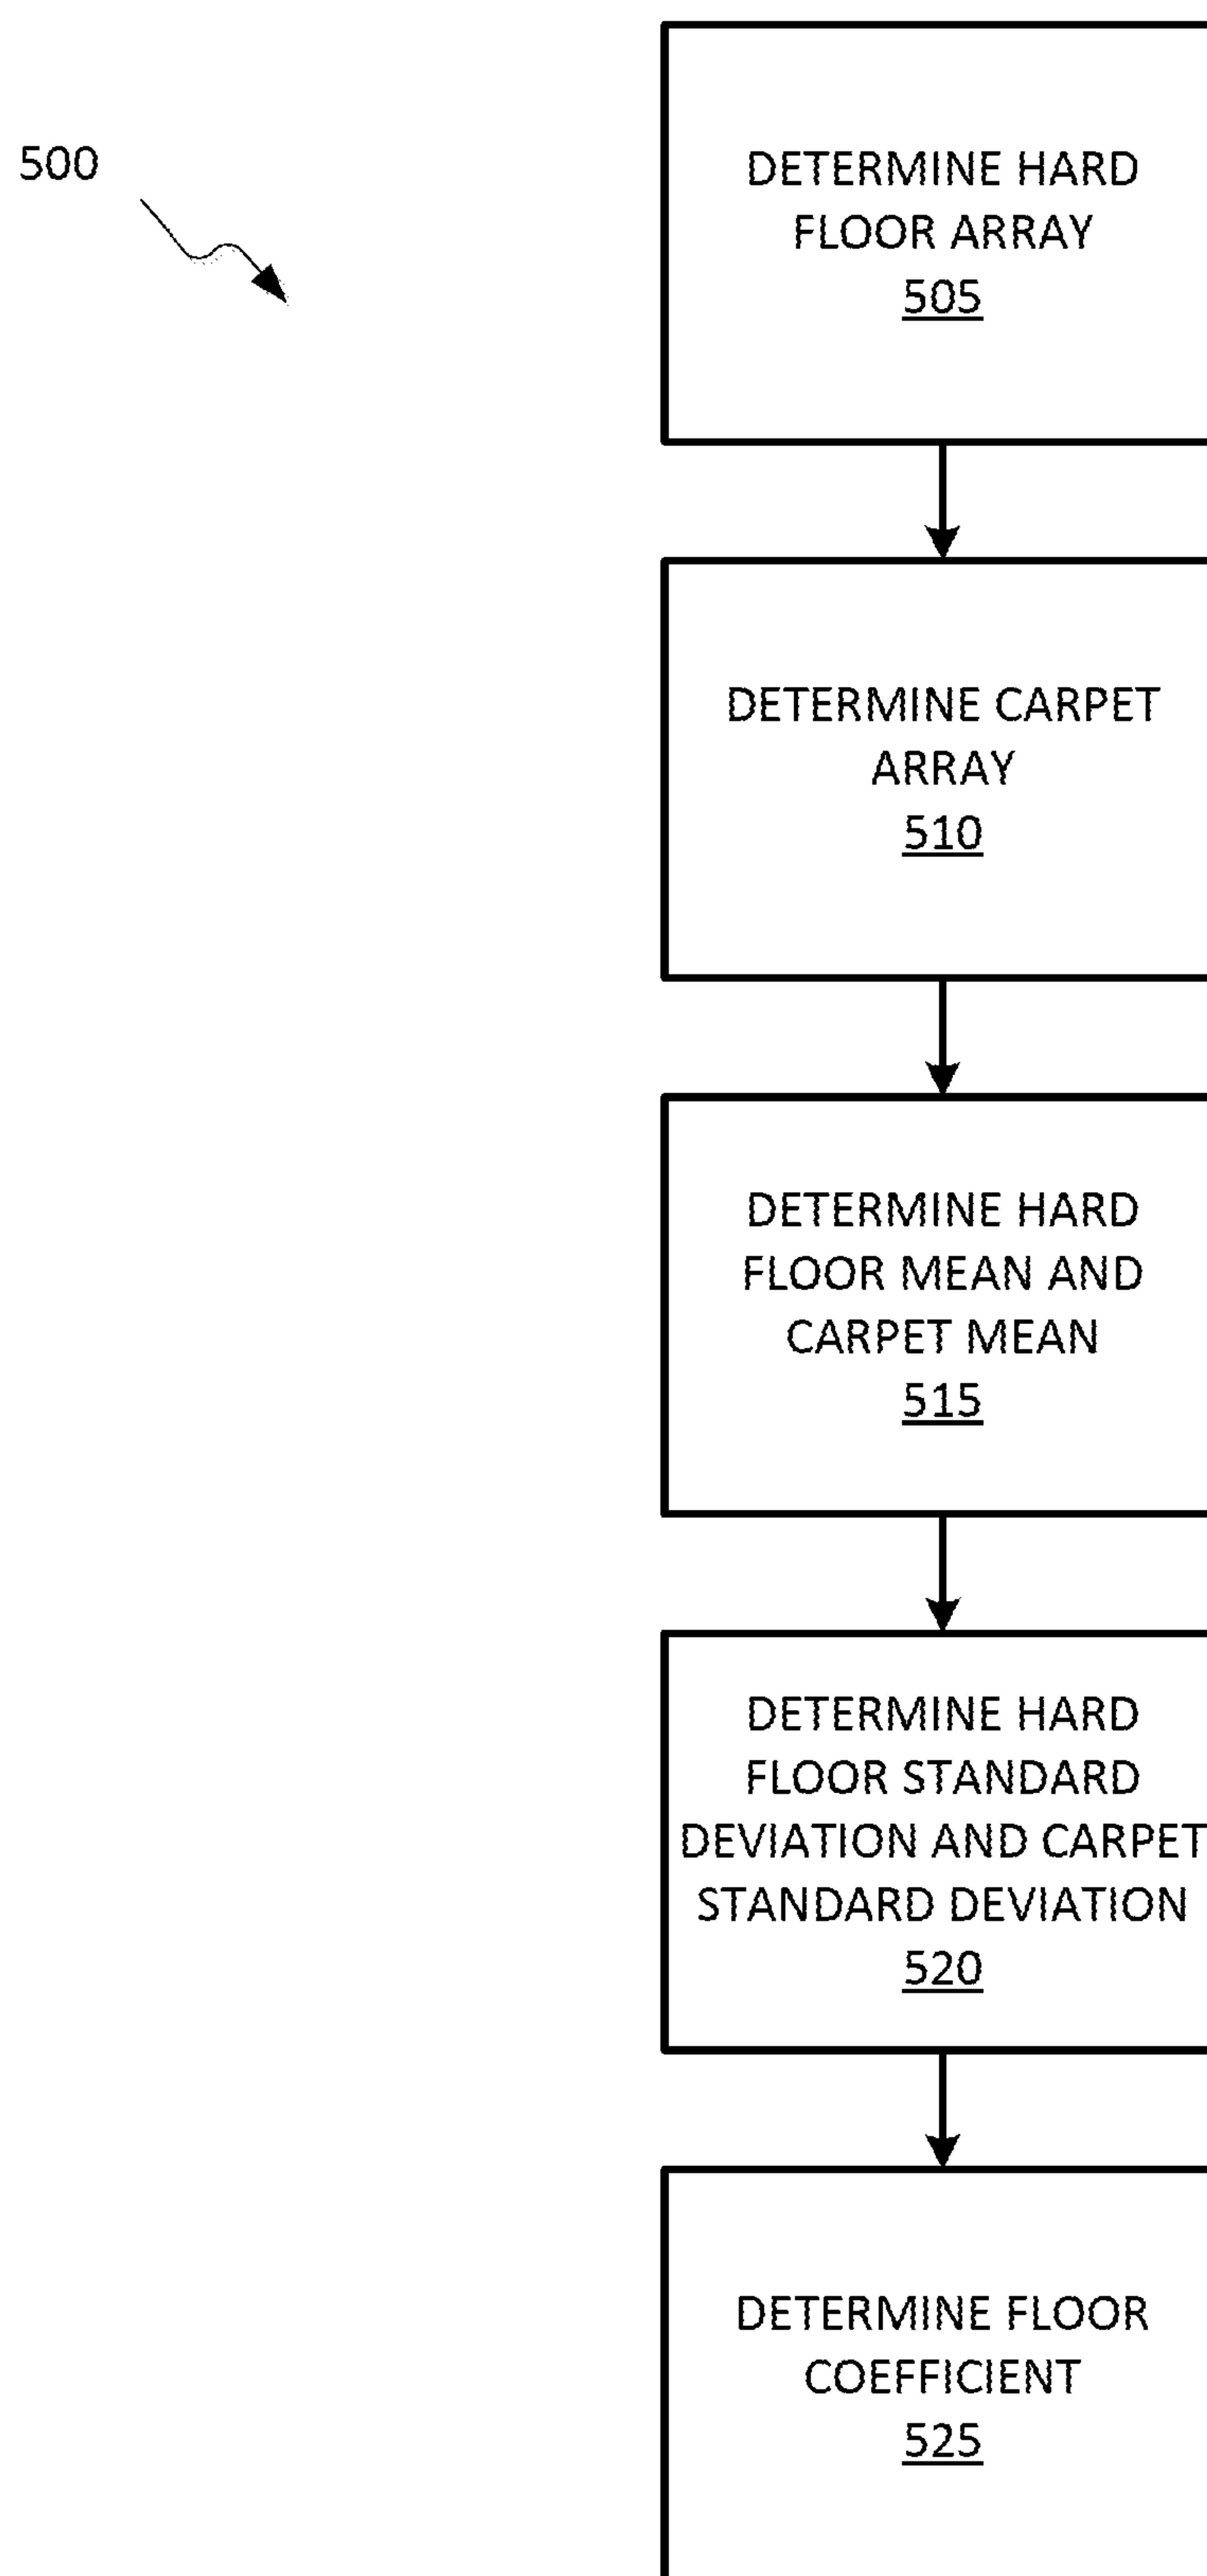 500
DETERMINE HARD
FLOOR ARRAY
505
DETERMINE CARPET
ARRAY
510
DETERMINE HARD
FLOOR MEAN AND
CARPET MEAN
515
DETERMINE HARD
FLOOR STANDARD
DEVIATION AND CARPET
STANDARD DEVIATION
520
DETERMINE FLOOR
COEFFICIENT
525